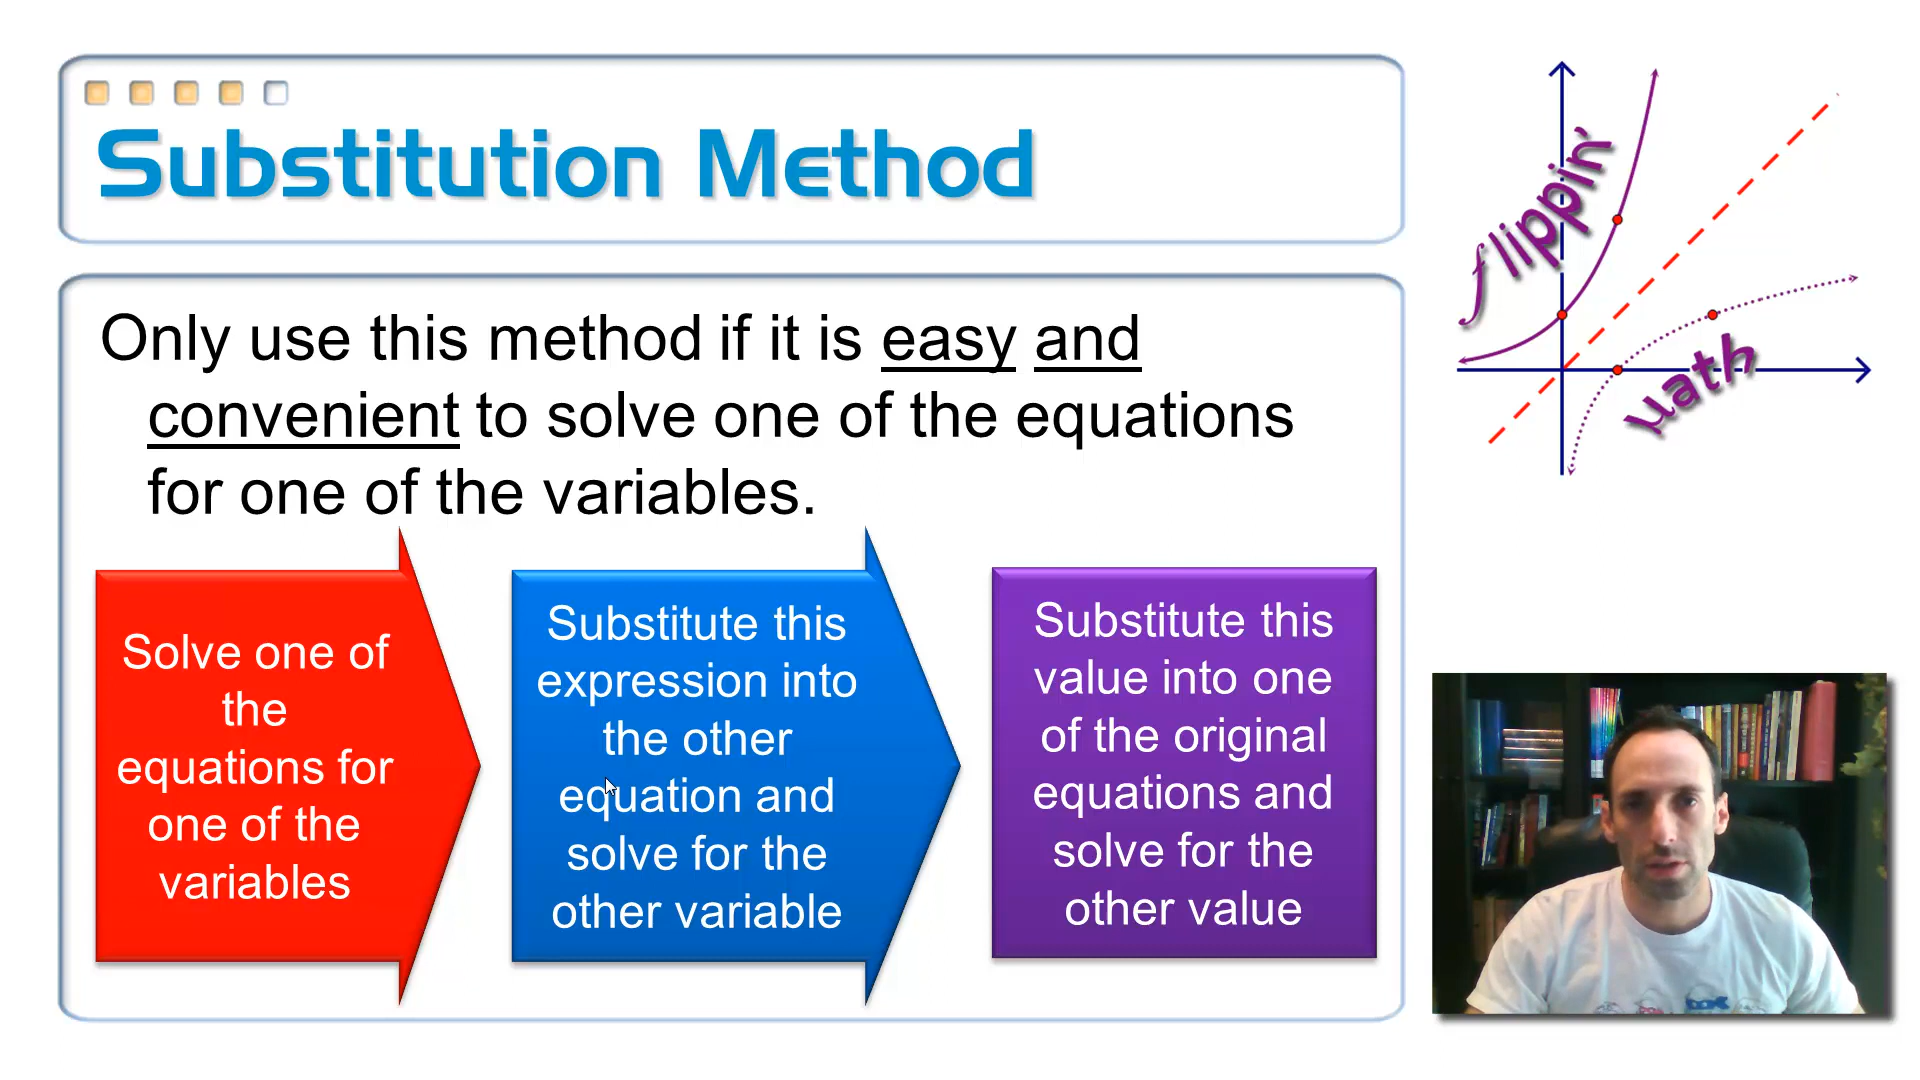 Substitution Method
Only use this method if it is easy and
convenient to solve one of the equations
for one of the variables.
Solve one of
the
equations for
one of the
variables
Substitute this
expression into
the other
equation and
solve for the
other variable
Substitute this
value into one
of the original
equations and
solve for the
other value
flippin'
μath